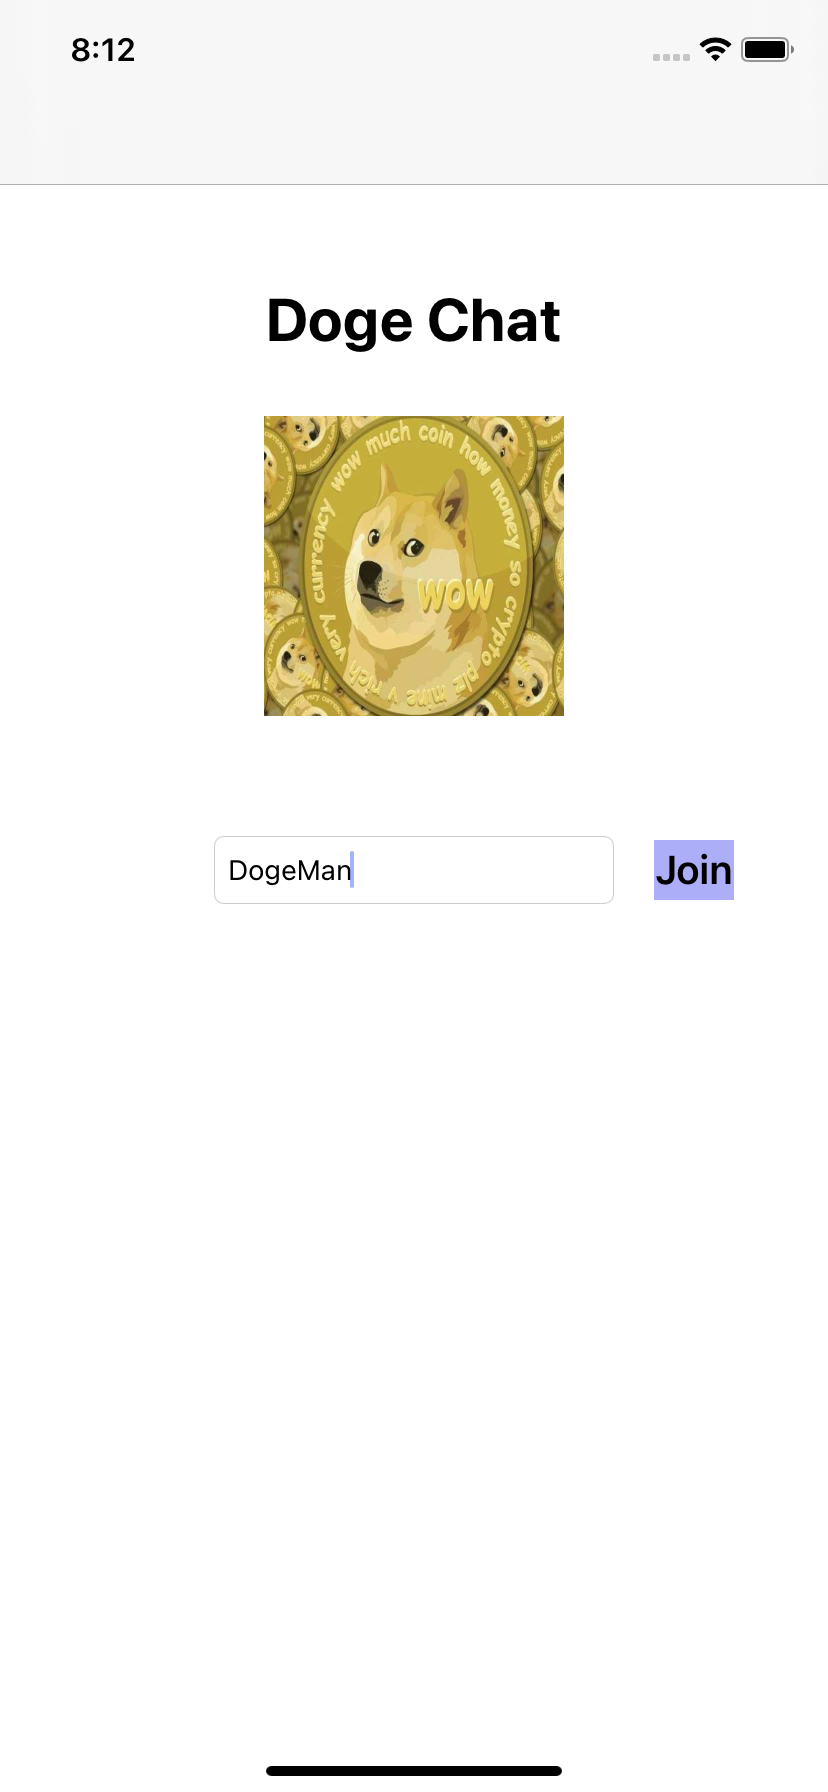 8:12
Doge Chat
wow much coin how money so crypto plz mine v rich very currency
wow
DogeMan
Join